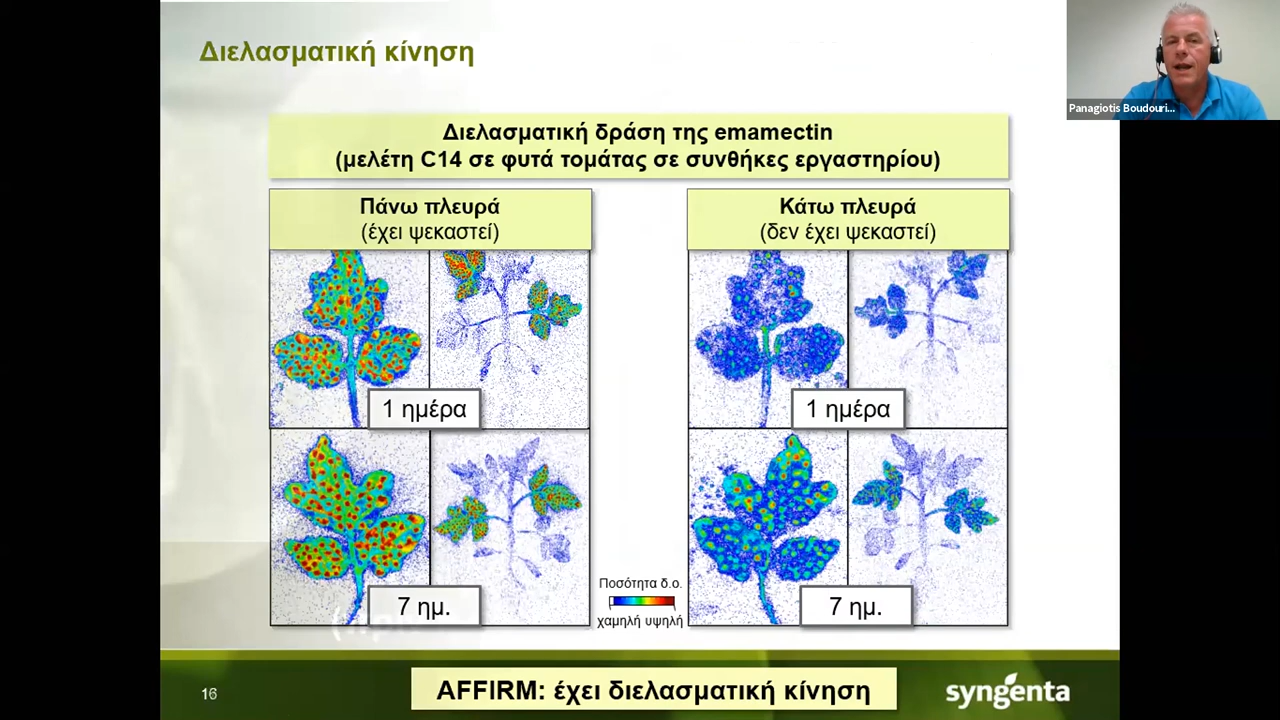 Διελασματική κίνηση
Panagiotis Boudouri...
Διελασματική δράση της emamectin
(μελέτη C14 σε φυτά τομάτας σε συνθήκες εργαστηρίου)
Πάνω πλευρά
(έχει ψεκαστεί)
Κάτω πλευρά
(δεν έχει ψεκαστεί)
1 ημέρα
1 ημέρα
7 ημ.
7 ημ.
Ποσότητα δ.ο.
χαμηλή υψηλή
16
AFFIRM: έχει διελασματική κίνηση
syngenta